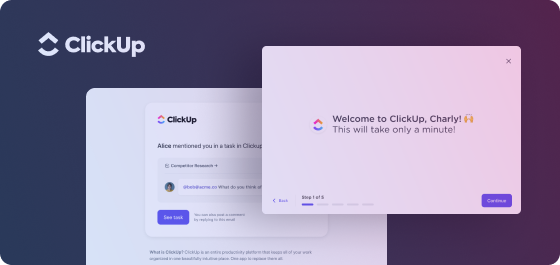 ClickUp
ClickUp
Alice mentioned you in a task in Clickup
Competitor Research
What do you think of
See task
You can also post a comment
by replying to this email
What is ClickUp? ClickUp is an entire productivity platform that keeps all of your work
organized in one beautifully intuitive place. One app to replace them all.
Welcome to ClickUp, Charly! 🙌
This will take only a minute!
Back
Step 1 of 5
Continue